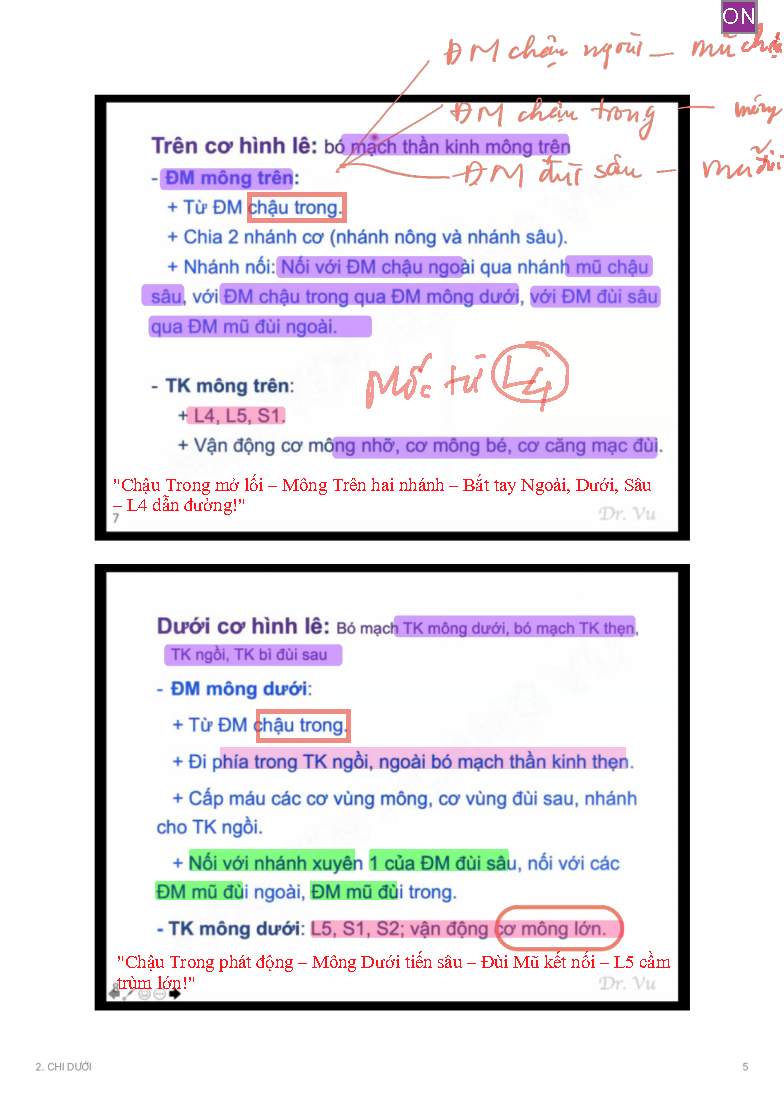 ON
ĐM chậu ngoài – mũ chậu
ĐM chậu trong – mông
ĐM đùi sâu – mũ đùi
Trên cơ hình lê: bó mạch thần kinh mông trên
- ĐM mông trên:
+ Từ ĐM chậu trong.
+ Chia 2 nhánh cơ (nhánh nông và nhánh sâu).
+ Nhánh nối: Nối với ĐM chậu ngoài qua nhánh mũ chậu
sâu, với ĐM chậu trong qua ĐM mông dưới, với ĐM đùi sâu
qua ĐM mũ đùi ngoài.
Mốc từ L4
- TK mông trên:
+ L4, L5, S1.
+ Vận động cơ mông nhỡ, cơ mông bé, cơ căng mạc đùi.
"Chậu Trong mở lối – Mông Trên hai nhánh – Bắt tay Ngoài, Dưới, Sâu
– L4 dẫn đường!"
7
Dr. Vu
Dưới cơ hình lê: Bó mạch TK mông dưới, bó mạch TK thẹn,
TK ngồi, TK bì đùi sau
- ĐM mông dưới:
+ Từ ĐM chậu trong.
+ Đi phía trong TK ngồi, ngoài bó mạch thần kinh thẹn.
+ Cấp máu các cơ vùng mông, cơ vùng đùi sau, nhánh
cho TK ngồi.
+ Nối với nhánh xuyên 1 của ĐM đùi sâu, nối với các
ĐM mũ đùi ngoài, ĐM mũ đùi trong.
- TK mông dưới: L5, S1, S2; vận động cơ mông lớn.
"Chậu Trong phát động – Mông Dưới tiến sâu – Đùi Mũ kết nối – L5 cầm
trùm lớn!"
Dr. Vu
2. CHI DƯỚI
5